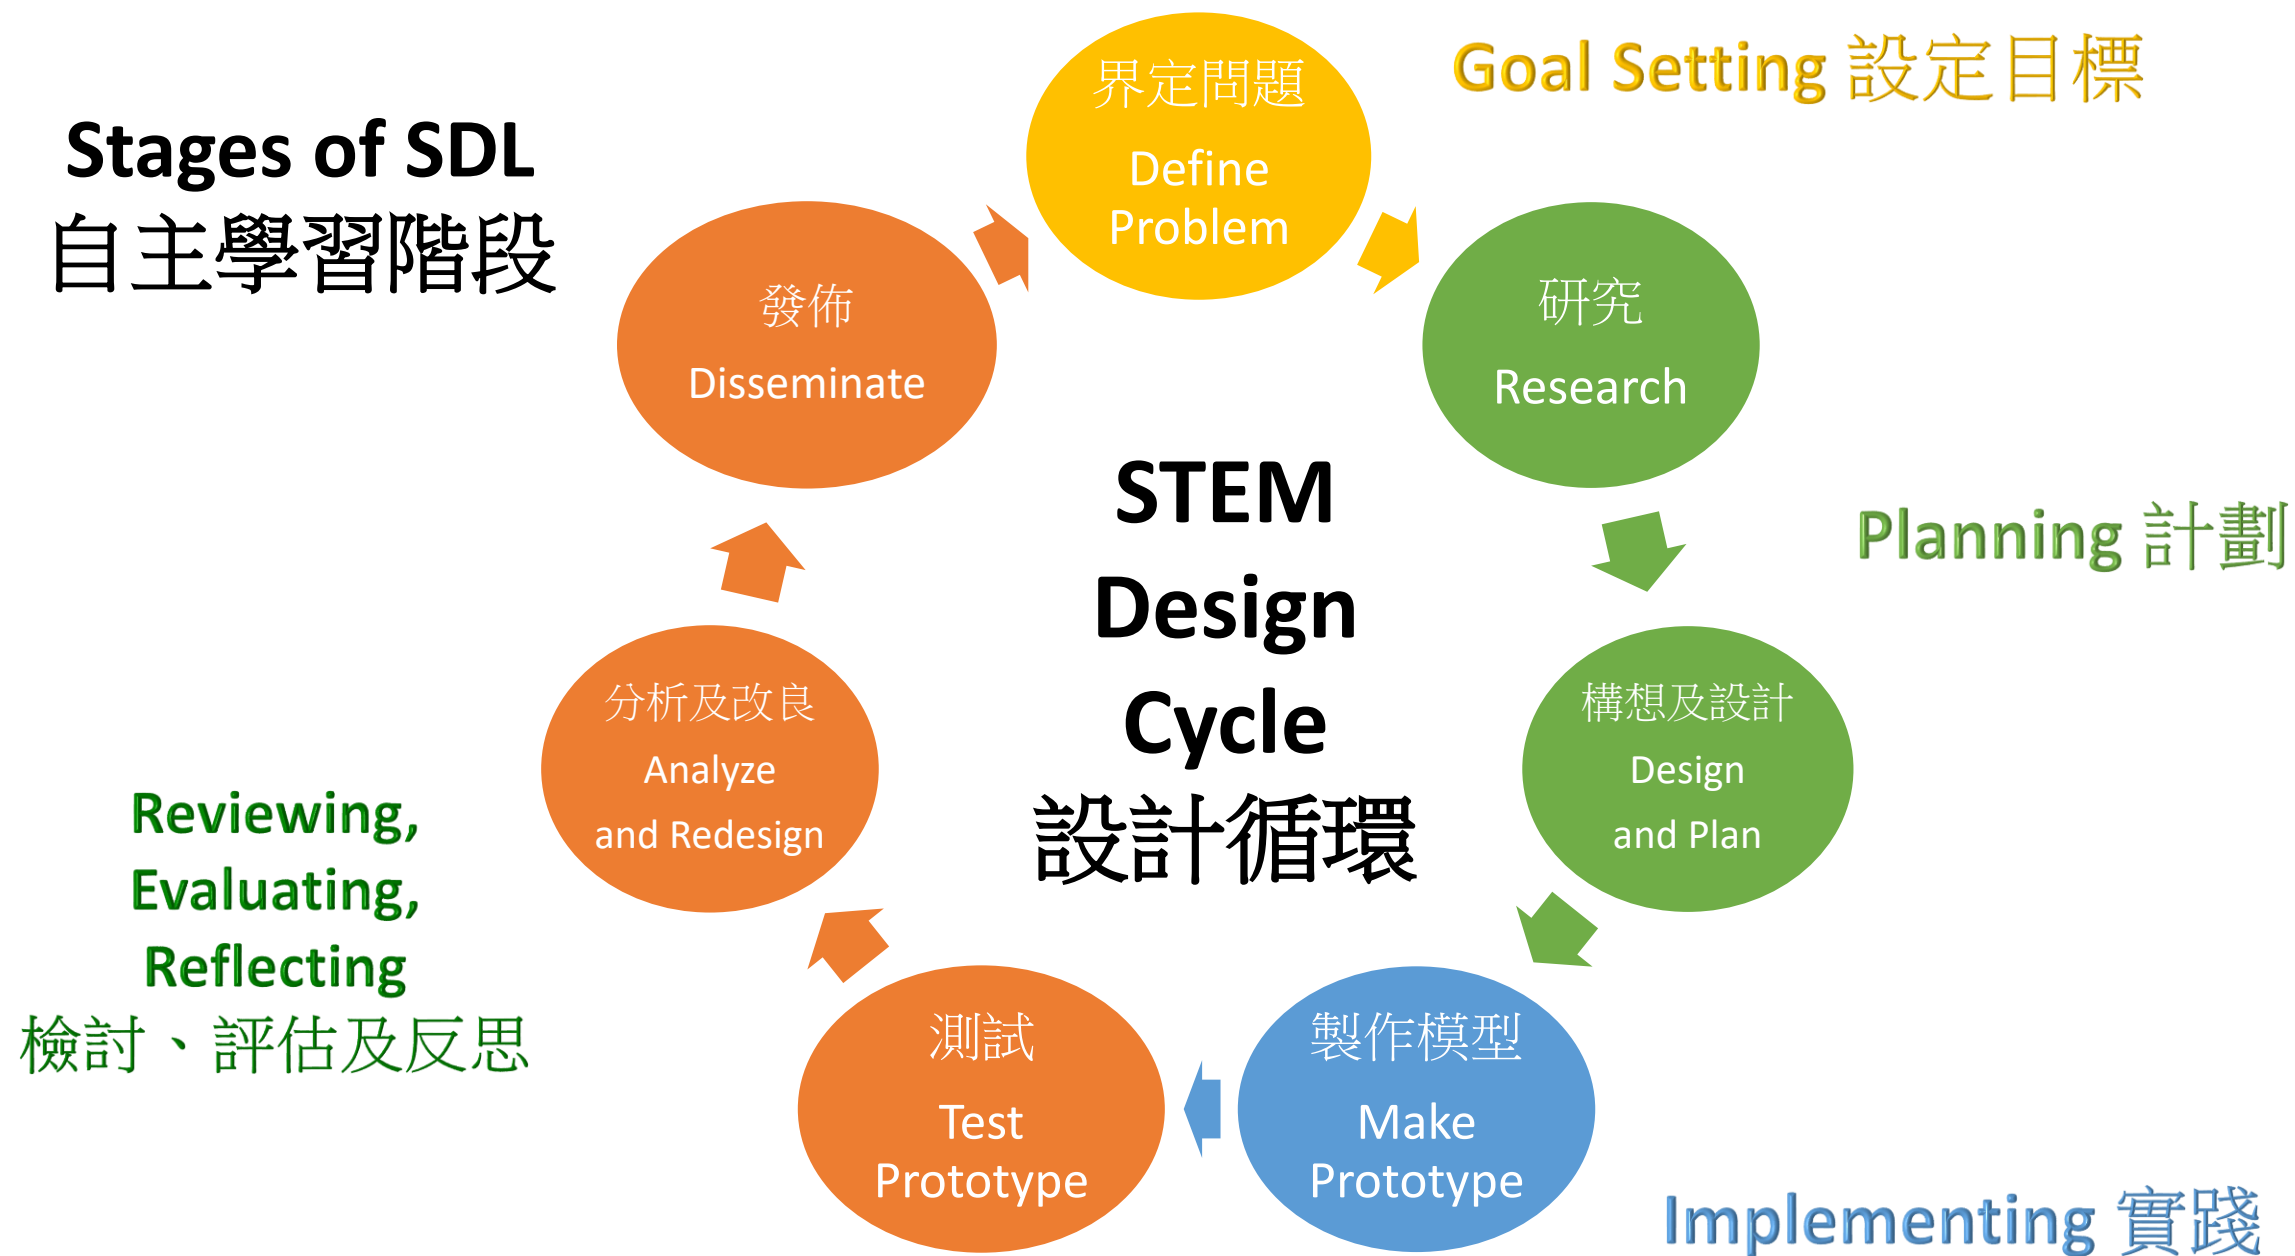 Stages of SDL
自主學習階段
界定問題
Define
Problem
Goal Setting 設定目標
研究
Research
Planning 計劃
構想及設計
Design
and Plan
製作模型
Make
Prototype
Implementing 實踐
測試
Test
Prototype
分析及改良
Analyze
and Redesign
發佈
Disseminate
Reviewing,
Evaluating,
Reflecting
檢討、評估及反思
STEM
Design
Cycle
設計循環